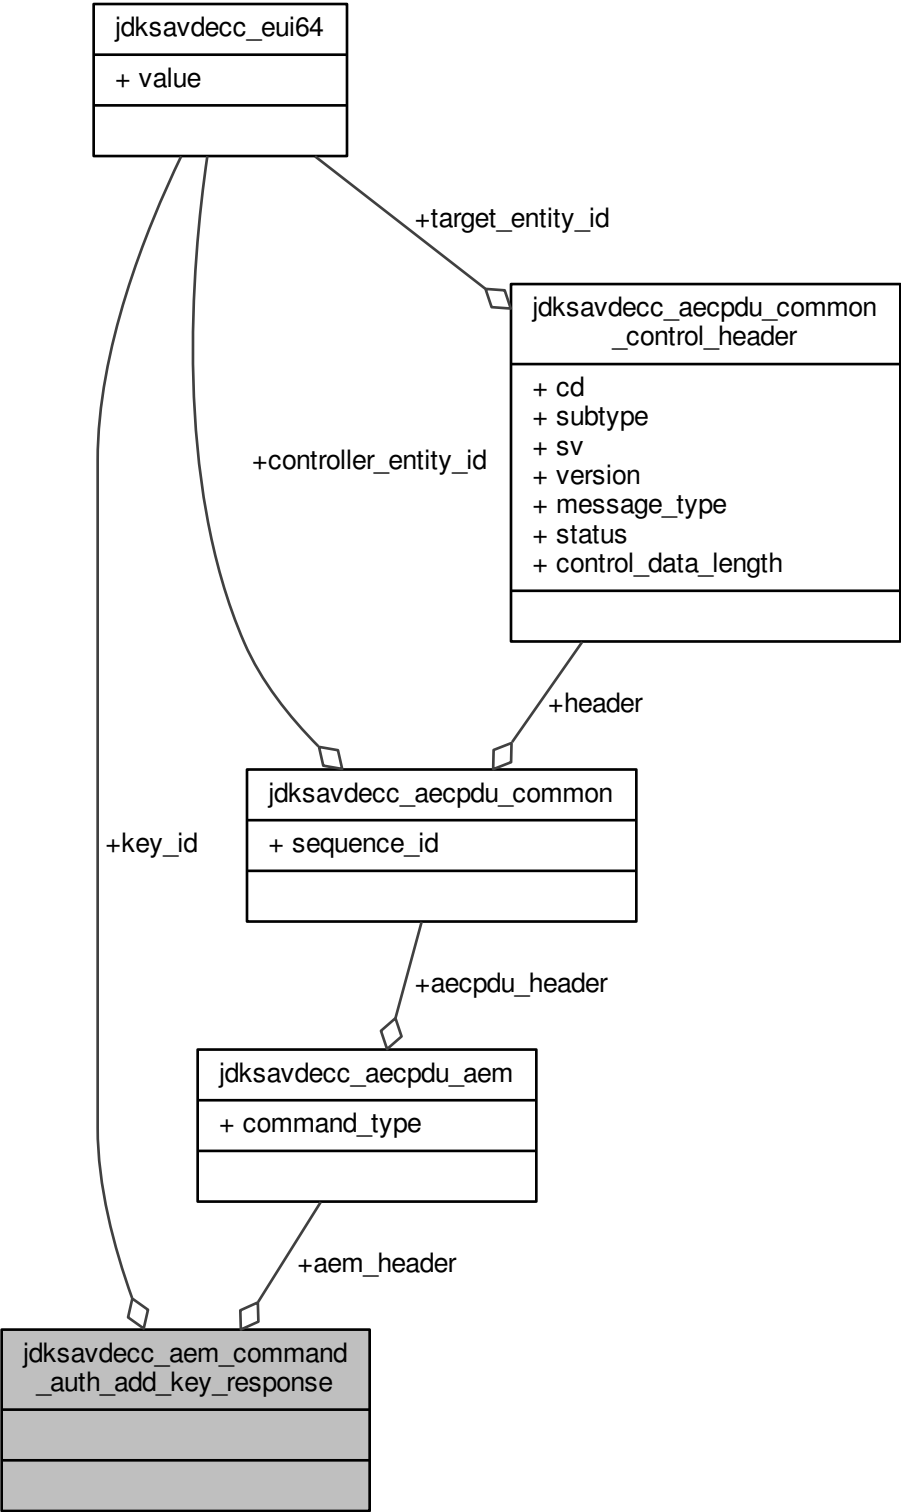 jdksavdecc_eui64
+ value
+target_entity_id
jdksavdecc_aecpdu_common
_control_header
+ cd
+ subtype
+ sv
+ version
+ message_type
+ status
+ control_data_length
+controller_entity_id
+header
jdksavdecc_aecpdu_common
+ sequence_id
+key_id
+aecpdu_header
jdksavdecc_aecpdu_aem
+ command_type
+aem_header
jdksavdecc_aem_command
_auth_add_key_response